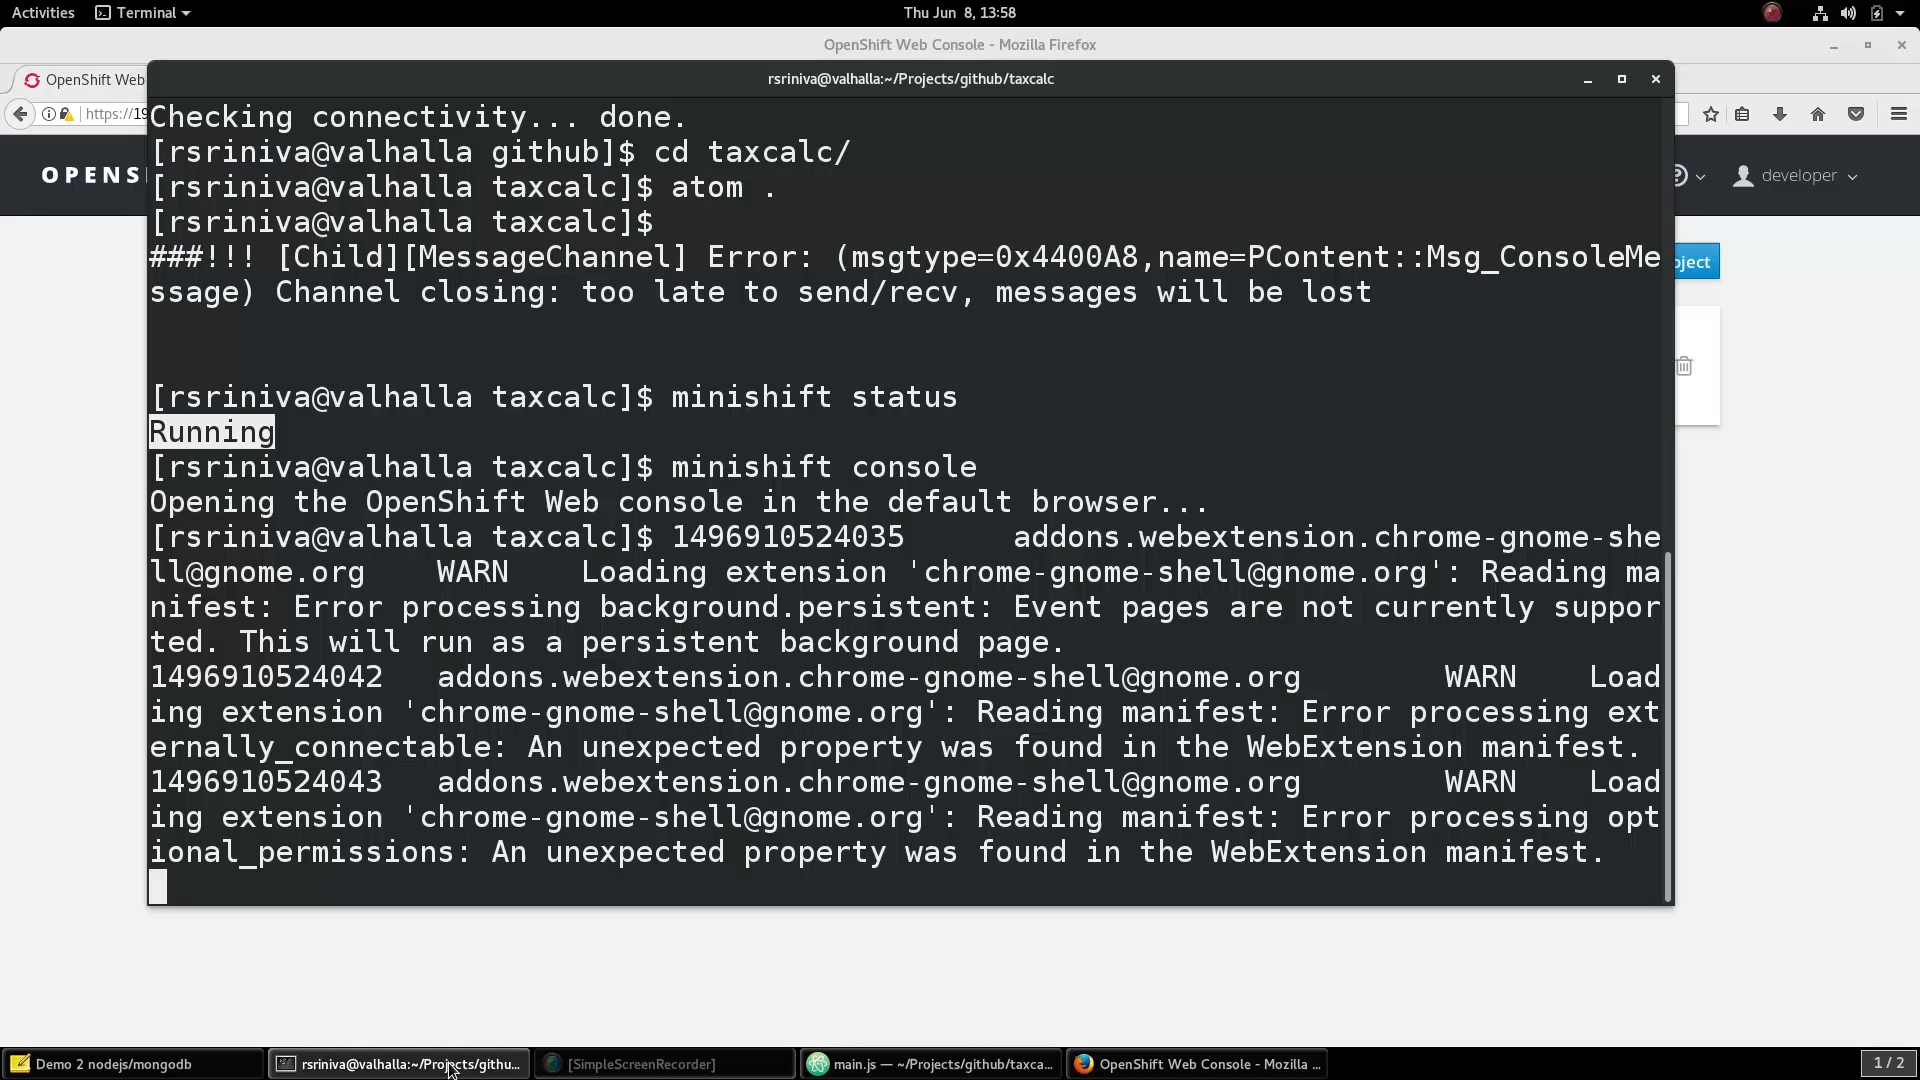 Activities Terminal Thu Jun 8, 13:58
OpenShift Web Console - Mozilla Firefox
OpenShift Web
rsriniva@valhalla:~/Projects/github/taxcalc
https://19
OPENS
developer
oject
Checking connectivity... done.
[rsriniva@valhalla github]$ cd taxcalc/
[rsriniva@valhalla taxcalc]$ atom .
[rsriniva@valhalla taxcalc]$
###!!! [Child][MessageChannel] Error: (msgtype=0x4400A8,name=PContent::Msg_ConsoleMe
ssage) Channel closing: too late to send/recv, messages will be lost
[rsriniva@valhalla taxcalc]$ minishift status
Running
[rsriniva@valhalla taxcalc]$ minishift console
Opening the OpenShift Web console in the default browser...
[rsriniva@valhalla taxcalc]$ 1496910524035 addons.webextension.chrome-gnome-she
ll@gnome.org WARN Loading extension 'chrome-gnome-shell@gnome.org': Reading ma
nifest: Error processing background.persistent: Event pages are not currently suppor
ted. This will run as a persistent background page.
1496910524042 addons.webextension.chrome-gnome-shell@gnome.org WARN Load
ing extension 'chrome-gnome-shell@gnome.org': Reading manifest: Error processing ext
ernally_connectable: An unexpected property was found in the WebExtension manifest.
1496910524043 addons.webextension.chrome-gnome-shell@gnome.org WARN Load
ing extension 'chrome-gnome-shell@gnome.org': Reading manifest: Error processing opt
ional_permissions: An unexpected property was found in the WebExtension manifest.
Demo 2 nodejs/mongodb
rsriniva@valhalla:~/Projects/githu...
[SimpleScreenRecorder]
main.js — ~/Projects/github/taxca...
OpenShift Web Console - Mozilla ...
1 / 2